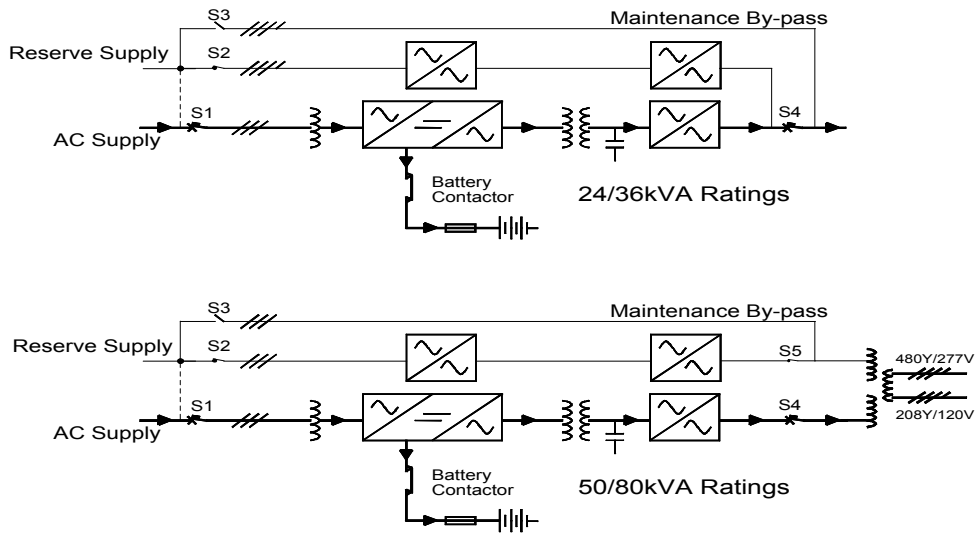 S3
Maintenance By-pass
Reserve Supply
S2
S1
S4
AC Supply
Battery
Contactor
24/36kVA Ratings
S3
Maintenance By-pass
Reserve Supply
S2
S5
480Y/277V
S1
S4
208Y/120V
AC Supply
Battery
Contactor
50/80kVA Ratings